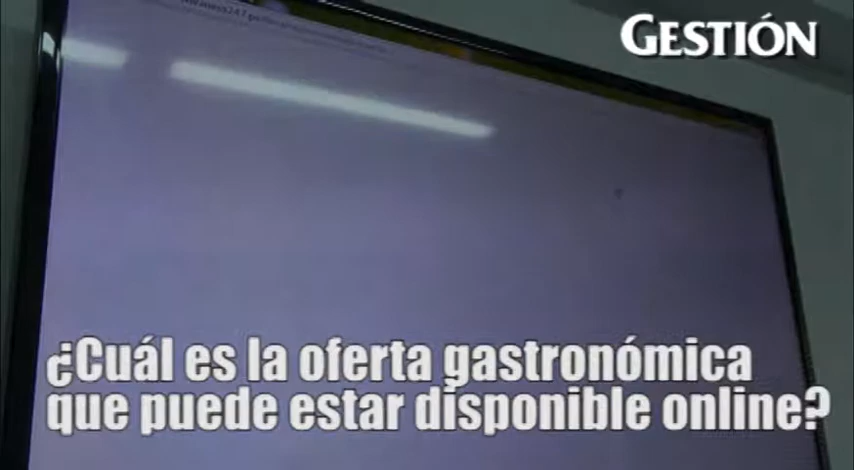 GESTIÓN
¿Cuál es la oferta gastronómica
que puede estar disponible online?